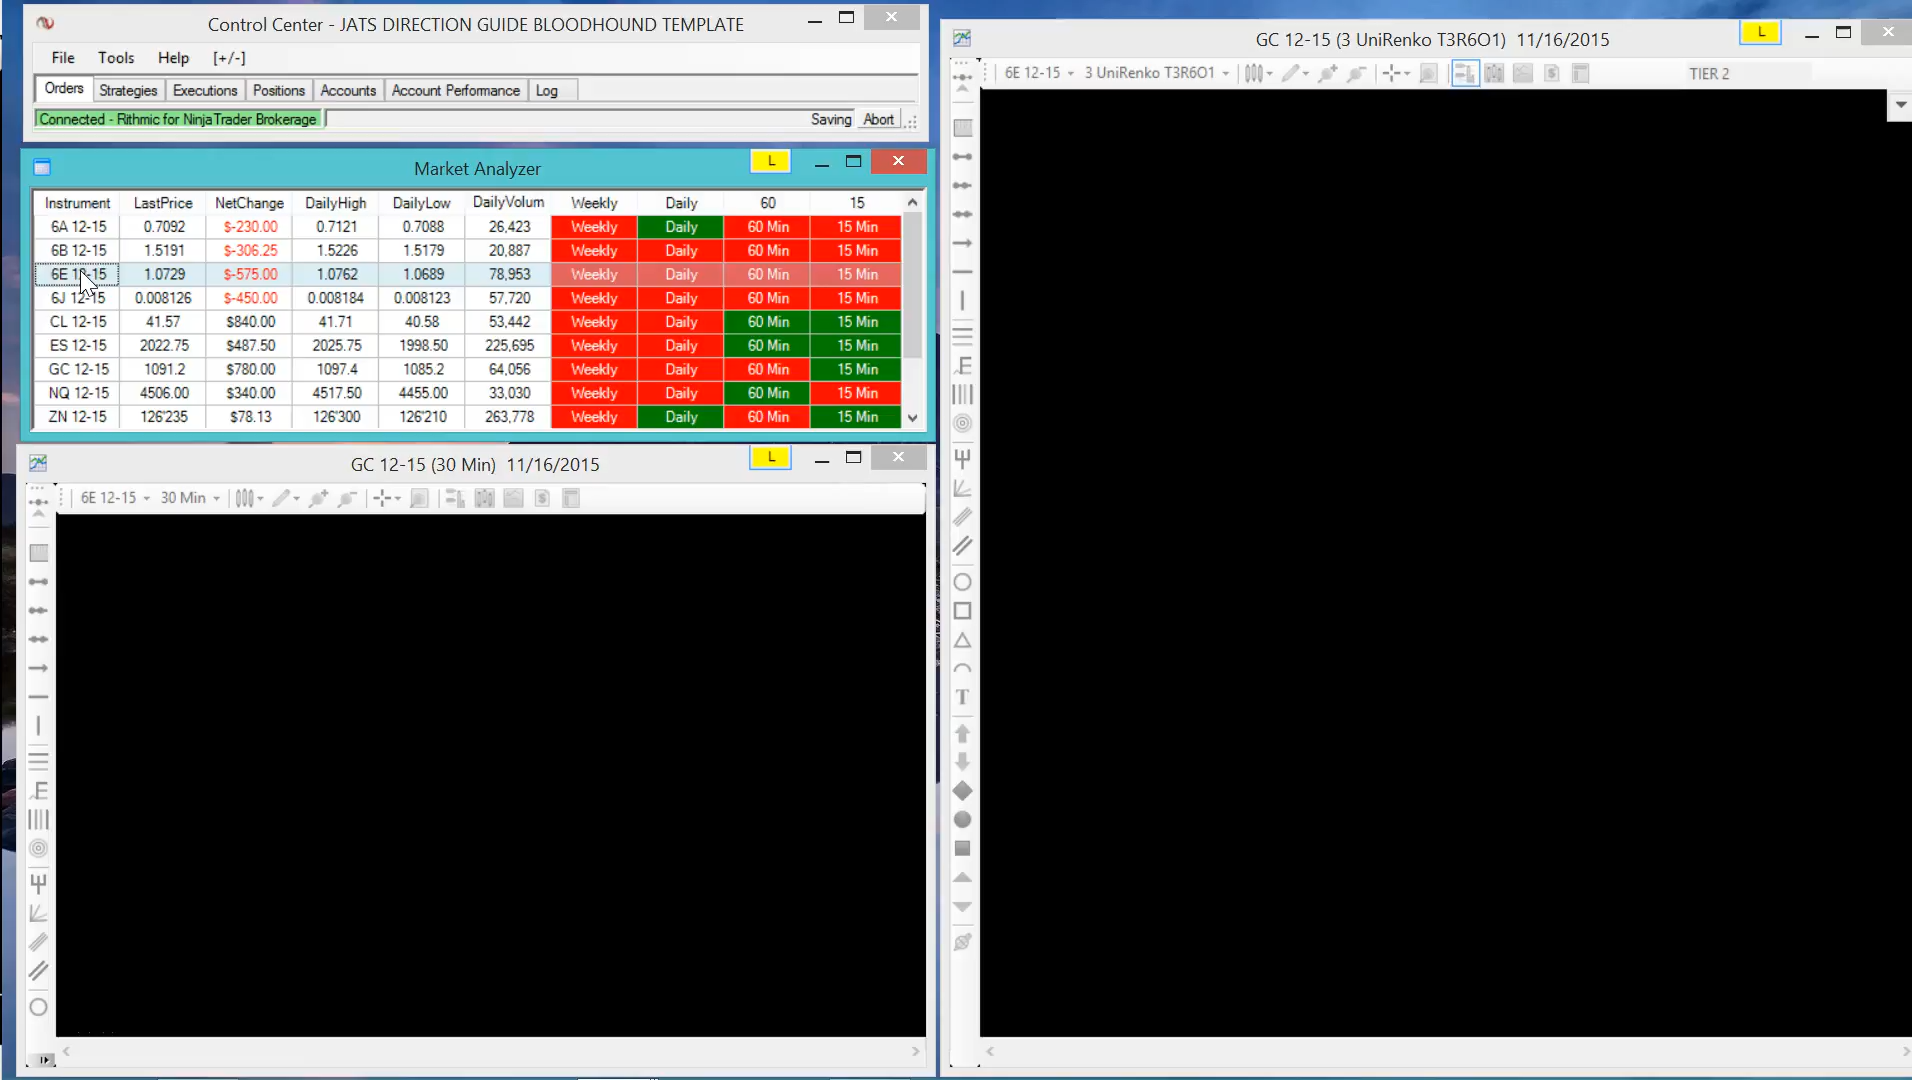 Control Center - JATS DIRECTION GUIDE BLOODHOUND TEMPLATE
File Tools Help [+/-]
Orders Strategies Executions Positions Accounts Account Performance Log
Connected - Rithmic for NinjaTrader Brokerage Saving Abort
Market Analyzer L
Instrument LastPrice NetChange DailyHigh DailyLow DailyVolum Weekly Daily 60 15
6A 12-15 0.7092 $-230.00 0.7121 0.7088 26,423 Weekly Daily 60 Min 15 Min
6B 12-15 1.5191 $-306.25 1.5226 1.5179 20,887 Weekly Daily 60 Min 15 Min
6E 12-15 1.0729 $-575.00 1.0762 1.0689 78,953 Weekly Daily 60 Min 15 Min
6J 12-15 0.008126 $-450.00 0.008184 0.008123 57,720 Weekly Daily 60 Min 15 Min
CL 12-15 41.57 $840.00 41.71 40.58 53,442 Weekly Daily 60 Min 15 Min
ES 12-15 2022.75 $487.50 2025.75 1998.50 225,695 Weekly Daily 60 Min 15 Min
GC 12-15 1091.2 $780.00 1097.4 1085.2 64,056 Weekly Daily 60 Min 15 Min
NQ 12-15 4506.00 $340.00 4517.50 4455.00 33,030 Weekly Daily 60 Min 15 Min
ZN 12-15 126'235 $78.13 126'300 126'210 263,778 Weekly Daily 60 Min 15 Min
GC 12-15 (30 Min) 11/16/2015 L
6E 12-15 30 Min
GC 12-15 (3 UniRenko T3R6O1) 11/16/2015 L
6E 12-15 3 UniRenko T3R6O1 TIER 2